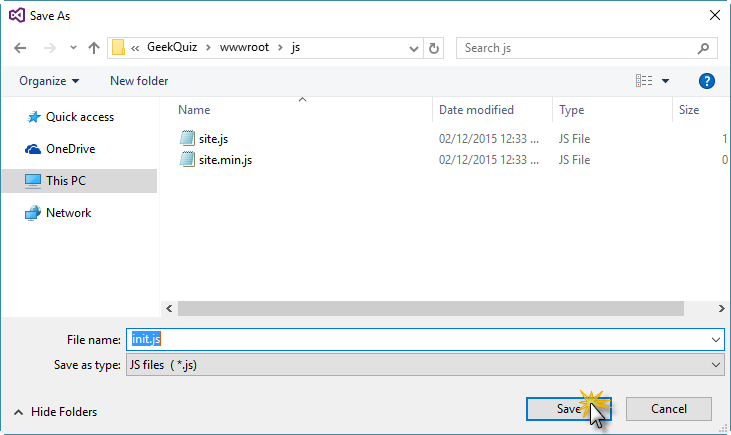 Save As
« GeekQuiz › wwwroot › js
Search js
Organize
New folder
?
Name Date modified Type Size
Quick access
OneDrive
This PC
Network
site.js 02/12/2015 12:33 ... JS File 1
site.min.js 02/12/2015 12:33 ... JS File 0
File name: init.js
Save as type: JS files ( *.js)
Hide Folders
Save
Cancel